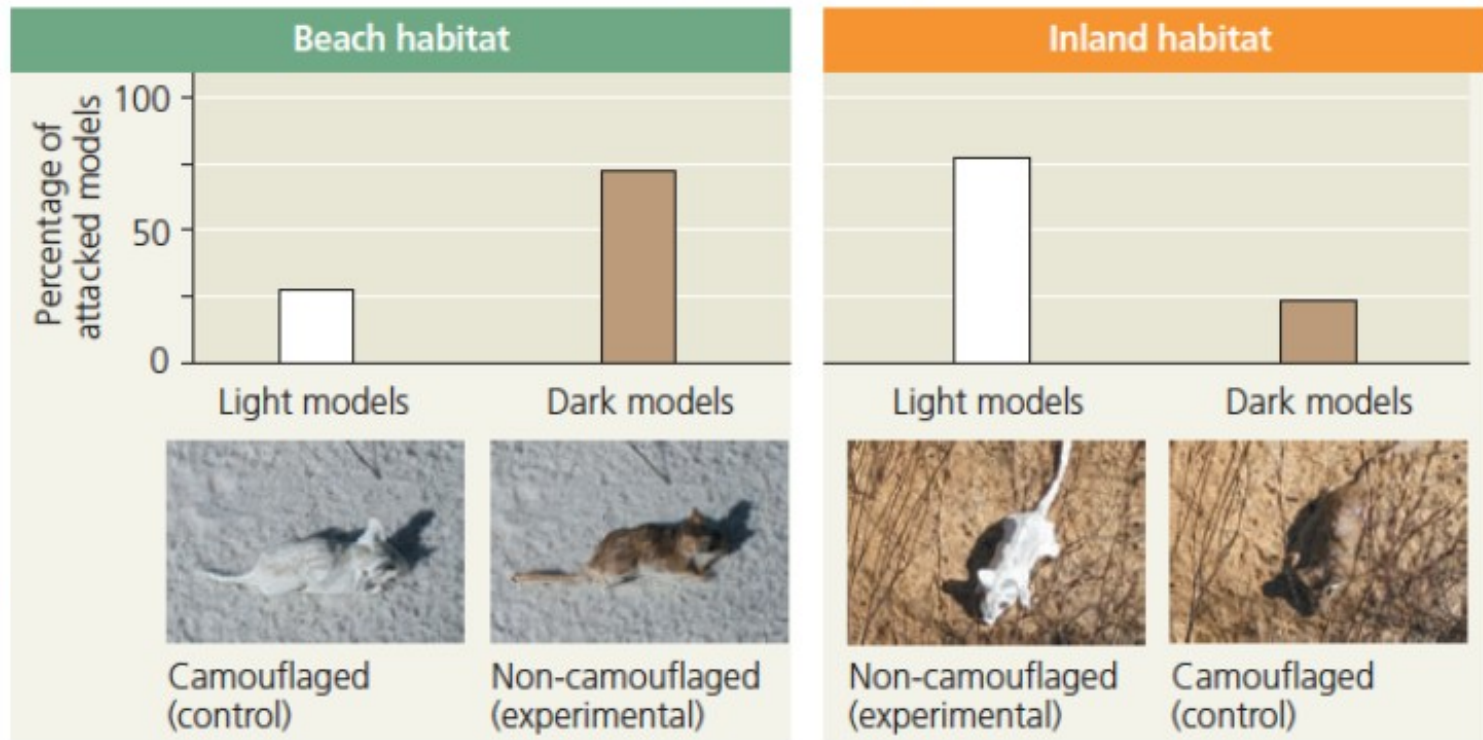 Beach habitat
Percentage of
attacked models
100
50
0
Light models
Dark models
Camouflaged
(control)
Non-camouflaged
(experimental)
Inland habitat
Light models
Dark models
Non-camouflaged
(experimental)
Camouflaged
(control)